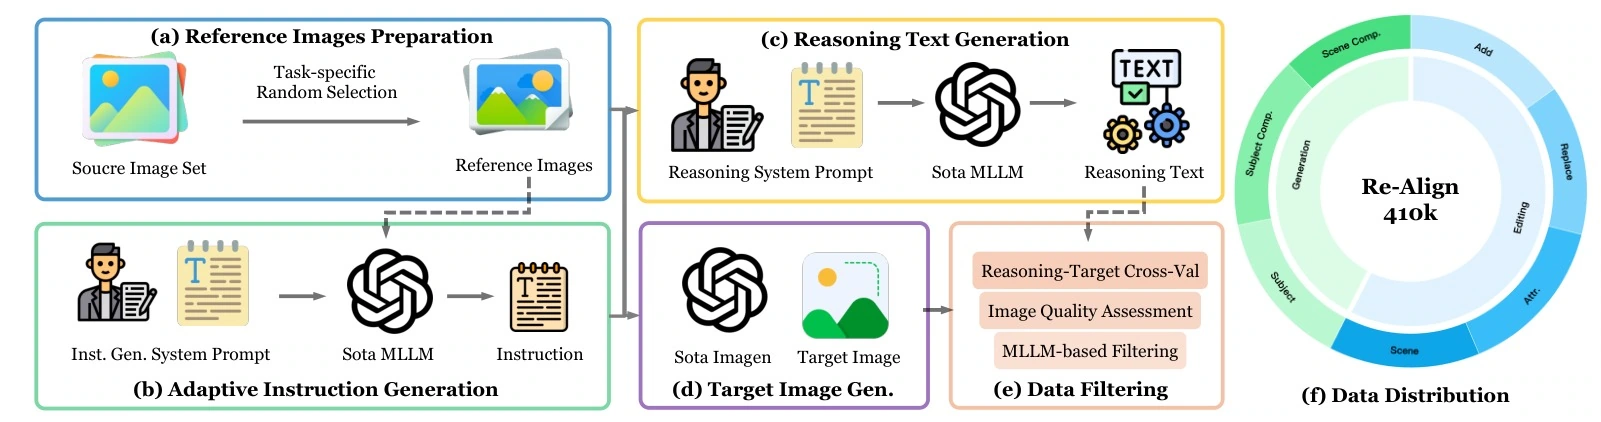 (a) Reference Images Preparation
Task-specific
Random Selection
Soucre Image Set
Reference Images
(b) Adaptive Instruction Generation
Inst. Gen. System Prompt
T
Sota MLLM
T
Instruction
(c) Reasoning Text Generation
T
TEXT
Reasoning System Prompt
Sota MLLM
Reasoning Text
Sota Imagen
Target Image
(d) Target Image Gen.
Reasoning-Target Cross-Val
Image Quality Assessment
MLLM-based Filtering
(e) Data Filtering
Scene Comp.
Add
Subject Comp.
Generation
Replace
Re-Align
410k
Editing
Subject
Attr.
Scene
(f) Data Distribution